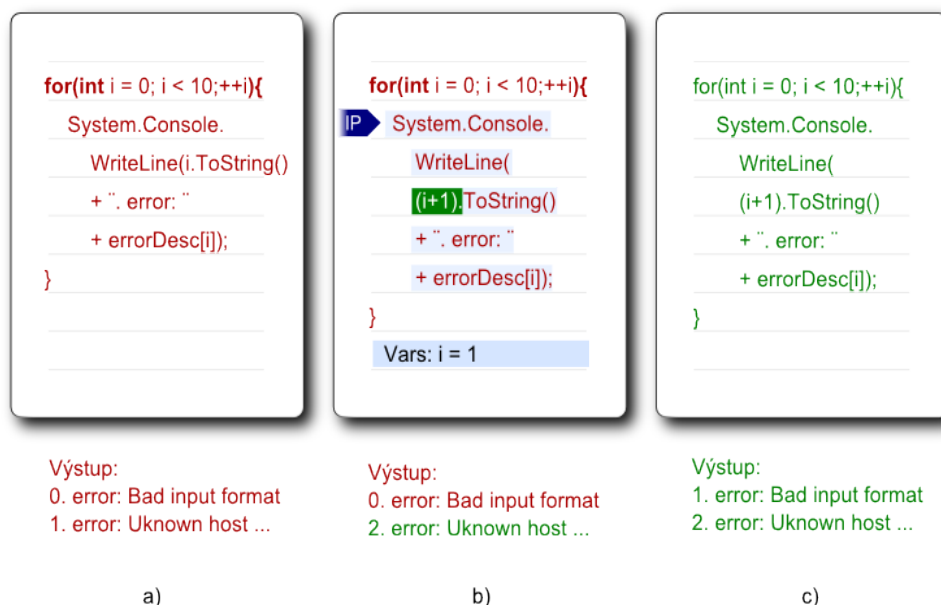 for(int i = 0; i < 10;++i){
System.Console.
WriteLine(i.ToString()
+ ¨. error: ¨
+ errorDesc[i]);
}
Výstup:
0. error: Bad input format
1. error: Uknown host ...
a)
for(int i = 0; i < 10;++i){
IP System.Console.
WriteLine(
(i+1).ToString()
+ ¨. error: ¨
+ errorDesc[i]);
}
Vars: i = 1
Výstup:
0. error: Bad input format
2. error: Uknown host ...
b)
for(int i = 0; i < 10;++i){
System.Console.
WriteLine(
(i+1).ToString()
+ ¨. error: ¨
+ errorDesc[i]);
}
Výstup:
1. error: Bad input format
2. error: Uknown host ...
c)